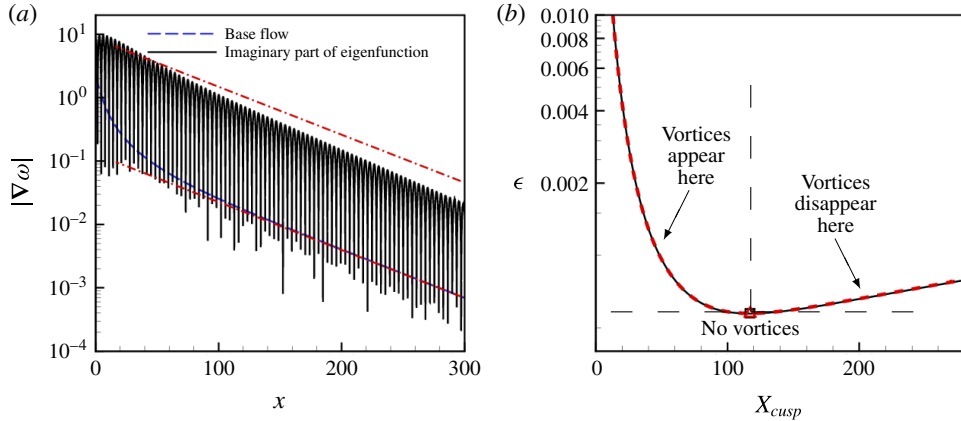 (a)
10^1
10^0
10^{-1}
10^{-2}
10^{-3}
10^{-4}
|∇ω|
Base flow
Imaginary part of eigenfunction
0
100
200
300
x
(b)
0.010
0.008
0.006
0.004
0.002
ϵ
Vortices
appear
here
Vortices
disappear
here
No vortices
0
100
200
X_{cusp}